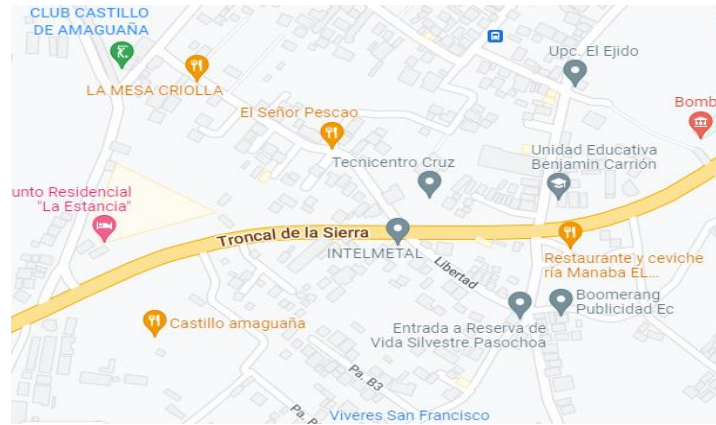 CLUB CASTILLO
DE AMAGUAÑA
LA MESA CRIOLLA
Upc. El Ejido
El Señor Pescao
Bomb
Tecnicentro Cruz
Unidad Educativa
Benjamin Carrión
unto Residencial
"La Estancia"
Troncal de la Sierra
INTELMETAL
Restaurante y ceviche
ría Manaba EL...
Libertad
Boomerang
Publicidad Ec
Castillo amaguaña
Entrada a Reserva de
Vida Silvestre Pasochoa
Pa. B3
Pa. B
Viveres San Francisco